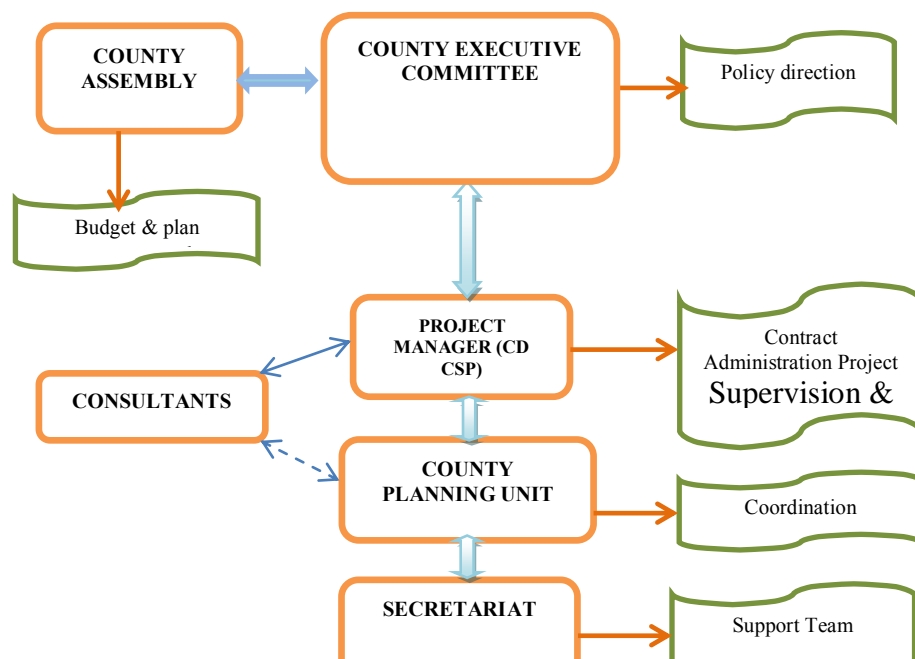 COUNTY
ASSEMBLY
COUNTY EXECUTIVE
COMMITTEE
Policy direction
Budget & plan
PROJECT
MANAGER (CD
CSP)
Contract
Administration Project
Supervision &
CONSULTANTS
COUNTY
PLANNING UNIT
Coordination
SECRETARIAT
Support Team